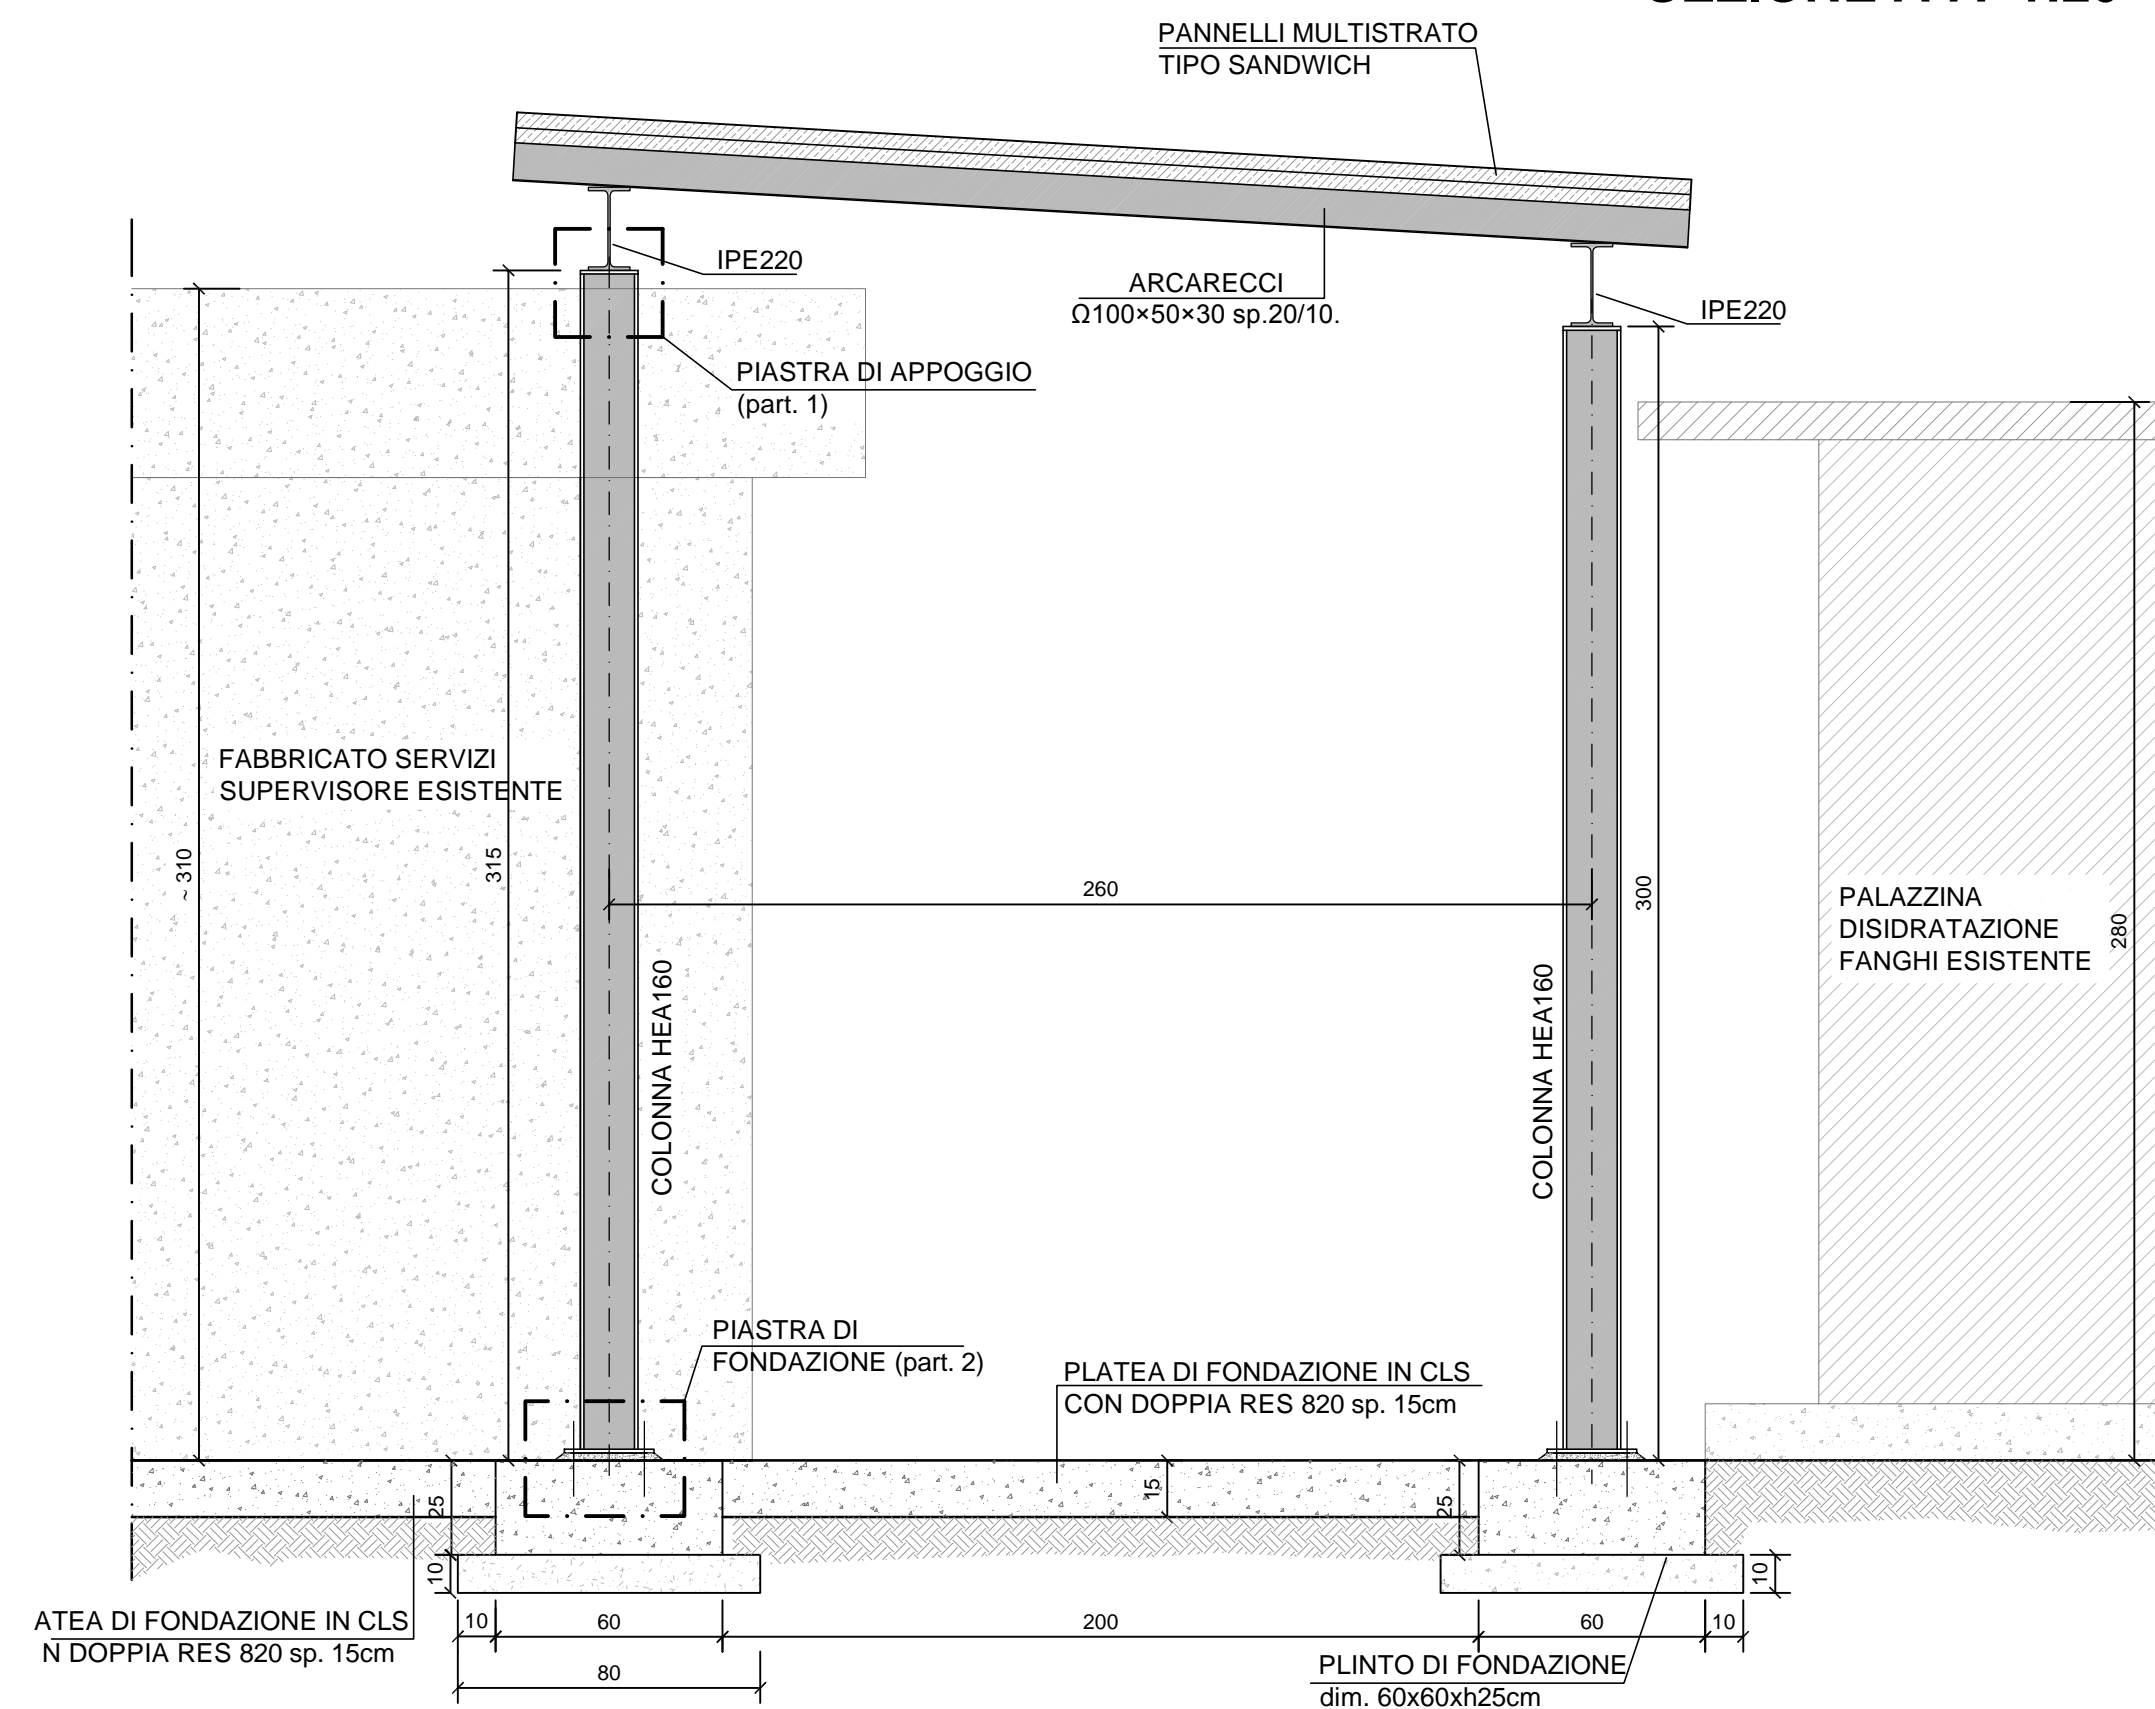 PANNELLI MULTISTRATO
TIPO SANDWICH
IPE220
ARCARECCI
Ω100×50×30 sp.20/10.
IPE220
PIASTRA DI APPOGGIO
(part. 1)
FABBRICATO SERVIZI
SUPERVISORE ESISTENTE
~ 310
315
260
300
PALAZZINA
DISIDRATAZIONE
FANGHI ESISTENTE
280
COLONNA HEA160
COLONNA HEA160
PIASTRA DI
FONDAZIONE (part. 2)
PLATEA DI FONDAZIONE IN CLS
CON DOPPIA RES 820 sp. 15cm
25
15
25
10
10
ATEA DI FONDAZIONE IN CLS
N DOPPIA RES 820 sp. 15cm
10
60
200
60
10
80
PLINTO DI FONDAZIONE
dim. 60x60xh25cm